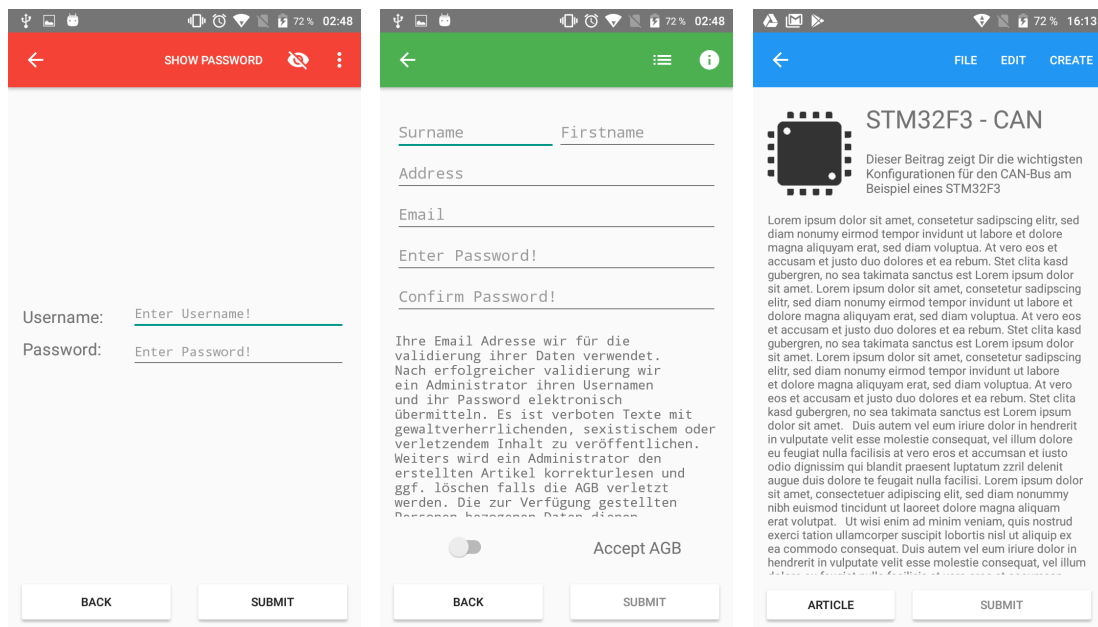 72 % 02:48
SHOW PASSWORD
Username:
Enter Username!
Password:
Enter Password!
BACK
SUBMIT
72 % 02:48
Surname
Firstname
Address
Email
Enter Password!
Confirm Password!
Ihre Email Adresse wir für die
validierung ihrer Daten verwendet.
Nach erfolgreicher validierung wir
ein Administrator ihren Usernamen
und ihr Password elektronisch
übermitteln. Es ist verboten Texte mit
gewaltverherrlichenden, sexistischem oder
verletzendem Inhalt zu veröffentlichen.
Weiters wird ein Administrator den
erstellten Artikel korrekturlesen und
ggf. löschen falls die AGB verletzt
werden. Die zur Verfügung gestellten
Personen bezogenen Daten dienen
Accept AGB
BACK
SUBMIT
72 % 16:13
FILE
EDIT
CREATE
STM32F3 - CAN
Dieser Beitrag zeigt Dir die wichtigsten
Konfigurationen für den CAN-Bus am
Beispiel eines STM32F3
Lorem ipsum dolor sit amet, consetetur sadipscing elitr, sed
diam nonumy eirmod tempor invidunt ut labore et dolore
magna aliquyam erat, sed diam voluptua. At vero eos et
accusam et justo duo dolores et ea rebum. Stet clita kasd
gubergren, no sea takimata sanctus est Lorem ipsum dolor
sit amet. Lorem ipsum dolor sit amet, consetetur sadipscing
elitr, sed diam nonumy eirmod tempor invidunt ut labore et
dolore magna aliquyam erat, sed diam voluptua. At vero eos
et accusam et justo duo dolores et ea rebum. Stet clita kasd
gubergren, no sea takimata sanctus est Lorem ipsum dolor
sit amet. Lorem ipsum dolor sit amet, consetetur sadipscing
elitr, sed diam nonumy eirmod tempor invidunt ut labore
et dolore magna aliquyam erat, sed diam voluptua. At vero
eos et accusam et justo duo dolores et ea rebum. Stet clita
kasd gubergren, no sea takimata sanctus est Lorem ipsum
dolor sit amet.   Duis autem vel eum iriure dolor in hendrerit
in vulputate velit esse molestie consequat, vel illum dolore
eu feugiat nulla facilisis at vero eros et accumsan et iusto
odio dignissim qui blandit praesent luptatum zzril delenit
augue duis dolore te feugait nulla facilisi. Lorem ipsum dolor
sit amet, consectetuer adipiscing elit, sed diam nonummy
nibh euismod tincidunt ut laoreet dolore magna aliquam
erat volutpat.   Ut wisi enim ad minim veniam, quis nostrud
exerci tation ullamcorper suscipit lobortis nisl ut aliquip ex
ea commodo consequat. Duis autem vel eum iriure dolor in
hendrerit in vulputate velit esse molestie consequat, vel illum
dolore eu feugiat nulla facilisis at vero eros et accumsan
ARTICLE
SUBMIT